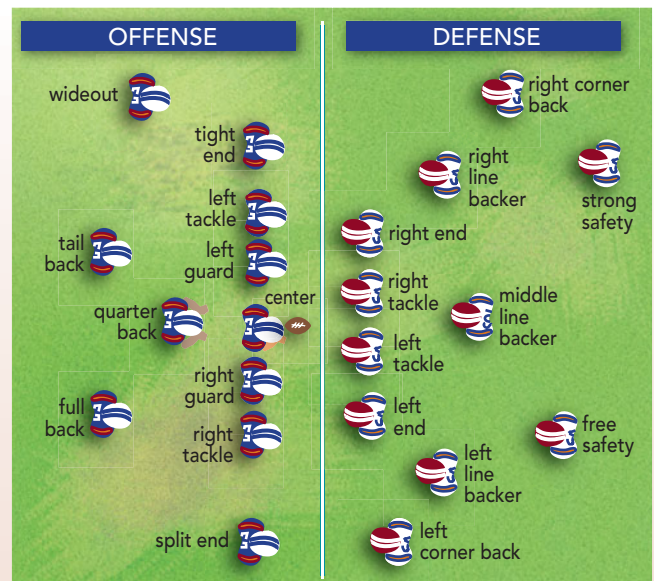 OFFENSE
DEFENSE
wideout
tight
end
left
tackle
left
guard
tail
back
center
quarter
back
right
guard
full
back
right
tackle
split end
right corner
back
right
line
backer
strong
safety
right end
right
tackle
middle
line
backer
left
tackle
left
end
free
safety
left
line
backer
left
corner back